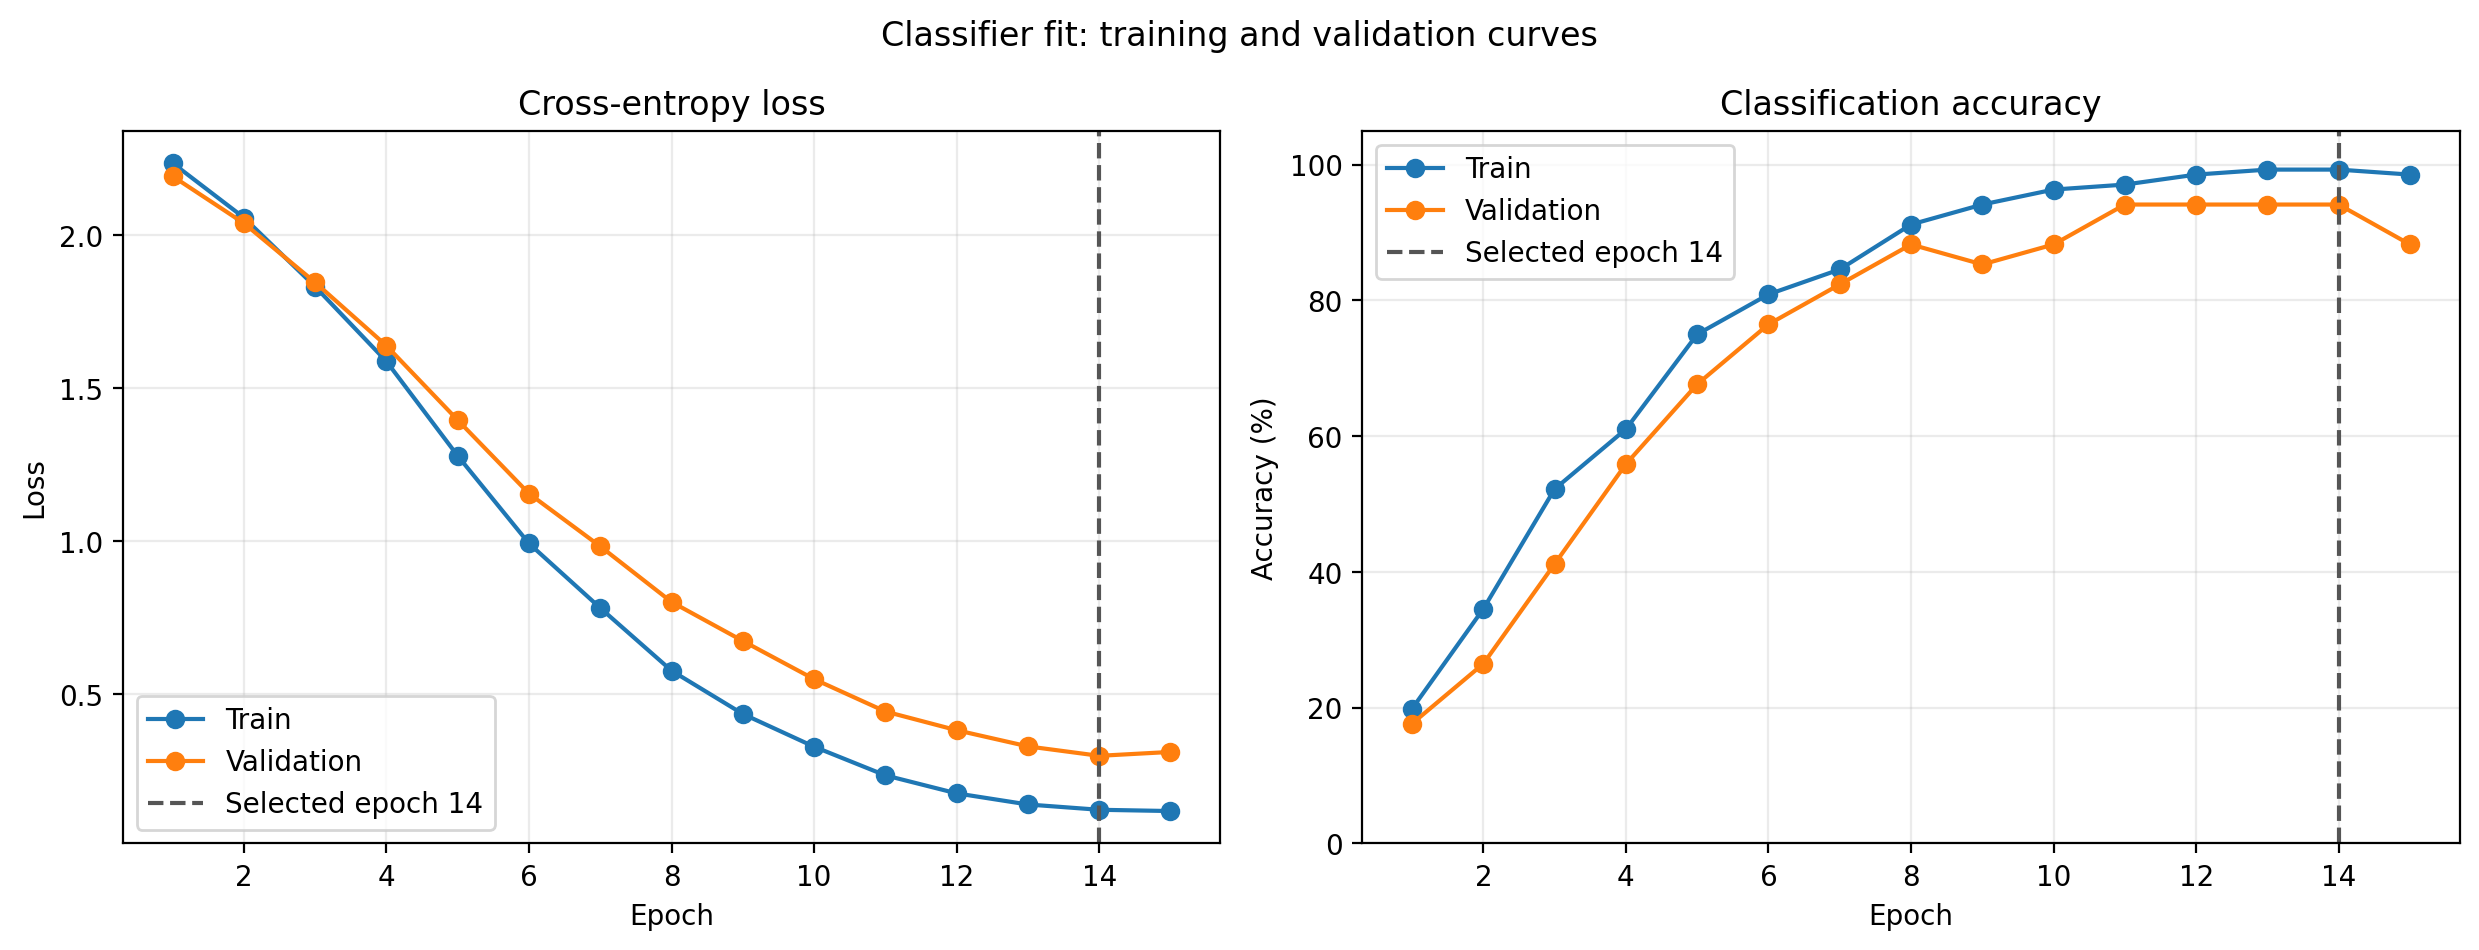 Classifier fit: training and validation curves
Cross-entropy loss
Loss
2.0
1.5
1.0
0.5
Train
Validation
Selected epoch 14
2 4 6 8 10 12 14
Epoch
Classification accuracy
Accuracy (%)
100
80
60
40
20
0
Train
Validation
Selected epoch 14
2 4 6 8 10 12 14
Epoch